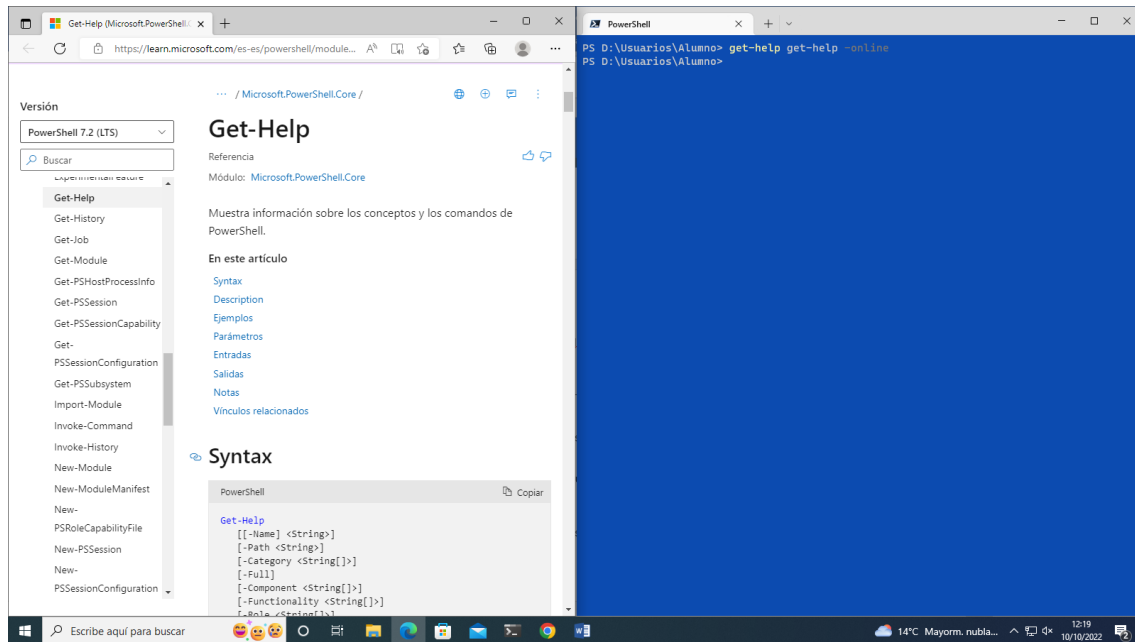 Get-Help (Microsoft.PowerShell.C
https://learn.microsoft.com/es-es/powershell/module...
Versión
PowerShell 7.2 (LTS)
Buscar
ExperimentalFeature
Get-Help
Get-History
Get-Job
Get-Module
Get-PSHostProcessInfo
Get-PSSession
Get-PSSessionCapability
Get-
PSSessionConfiguration
Get-PSSubsystem
Import-Module
Invoke-Command
Invoke-History
New-Module
New-ModuleManifest
New-
PSRoleCapabilityFile
New-PSSession
New-
PSSessionConfiguration
··· / Microsoft.PowerShell.Core /
Get-Help
Referencia
Módulo: Microsoft.PowerShell.Core
Muestra información sobre los conceptos y los comandos de
PowerShell.
En este artículo
Syntax
Description
Ejemplos
Parámetros
Entradas
Salidas
Notas
Vínculos relacionados
Syntax
PowerShell
Copiar
Get-Help
[[-Name] <String>]
[-Path <String>]
[-Category <String[]>]
[-Full]
[-Component <String[]>]
[-Functionality <String[]>]
[-Role <String[]>]
PowerShell
PS D:\Usuarios\Alumno> get-help get-help -online
PS D:\Usuarios\Alumno>
Escribe aquí para buscar
14°C Mayorm. nubla...
12:19
10/10/2022